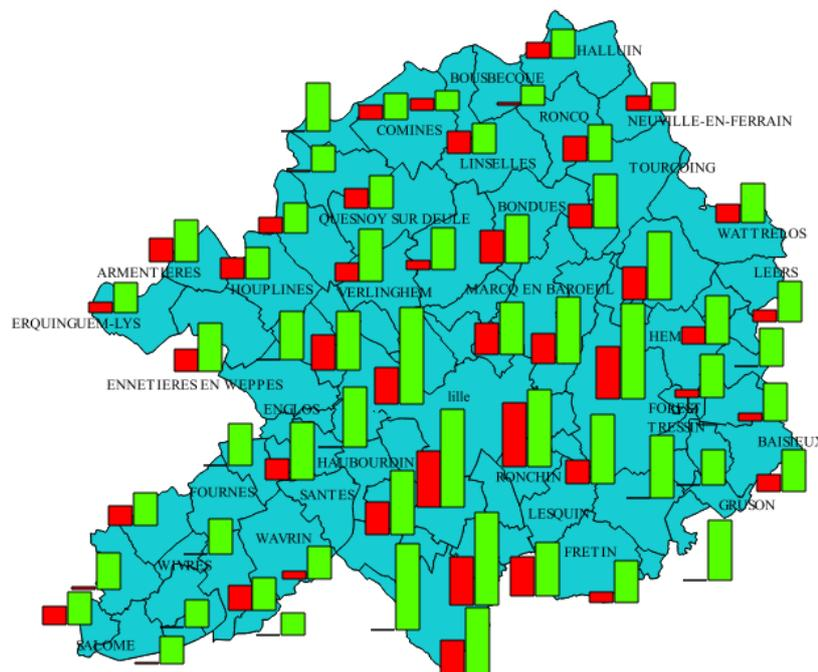 HALLUIN
BOUSBECQUE
RONCQ
NEUVILLE-EN-FERRAIN
COMINES
LINSELLES
TOURCOING
QUESNOY SUR DEULE
BONDUES
WATTRELOS
ARMENTIERES
LEERS
HOUPLINES
VERLINGHEM
MARCQ EN BAROEUL
ERQUINGUEM-LYS
HEM
ENNETIERES EN WEPPES
lille
ENGLOS
FOREST
TRESSIN
BAISIEUX
HAUBOURDIN
RONCHIN
FOURNES
SANTES
GRUSON
LESQUIN
WAVRIN
FRETIN
WIVRES
SALOME